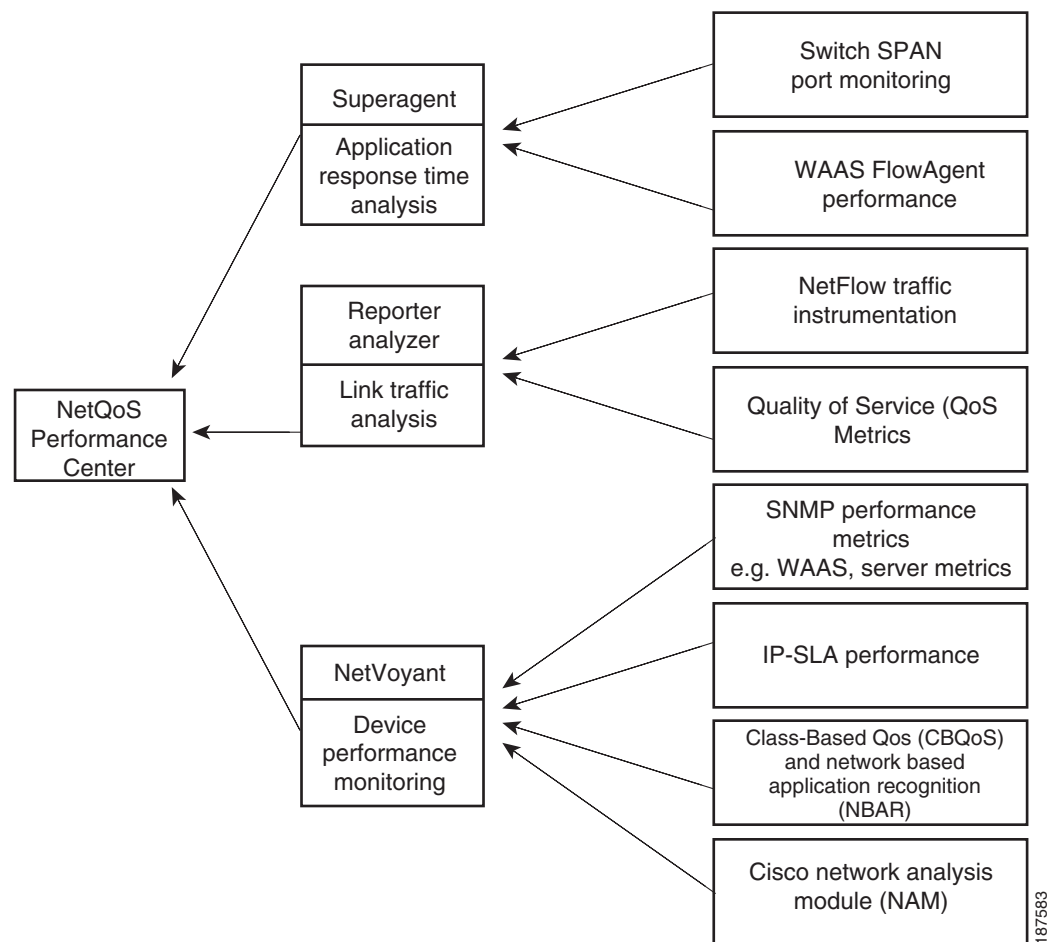 NetQoS
Performance
Center
Superagent
Application
response time
analysis
Reporter
analyzer
Link traffic
analysis
NetVoyant
Device
performance
monitoring
Switch SPAN
port monitoring
WAAS FlowAgent
performance
NetFlow traffic
instrumentation
Quality of Service (QoS
Metrics
SNMP performance
metrics
e.g. WAAS, server metrics
IP-SLA performance
Class-Based Qos (CBQoS)
and network based
application recognition
(NBAR)
Cisco network analysis
module (NAM)
187583